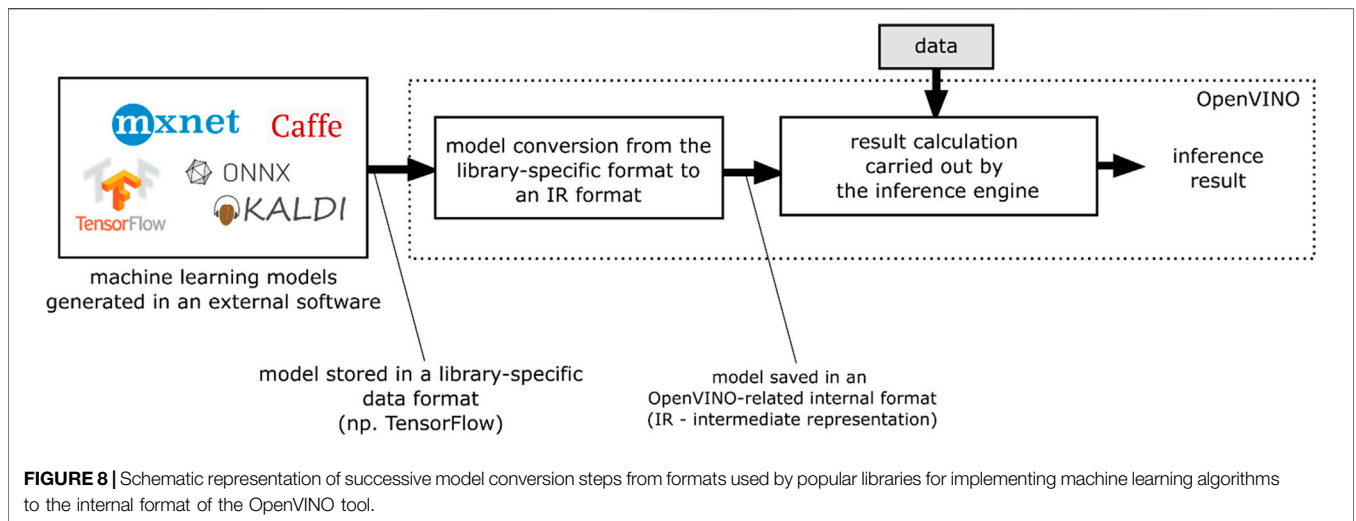 data
OpenVINO
mxnet
Caffe
TensorFlow
ONNX
KALDI
model conversion from the
library-specific format to
an IR format
result calculation
carried out by
the inference engine
inference
result
machine learning models
generated in an external software
model stored in a library-specific
data format
(np. TensorFlow)
model saved in an
OpenVINO-related internal format
(IR - intermediate representation)
FIGURE 8 | Schematic representation of successive model conversion steps from formats used by popular libraries for implementing machine learning algorithms
to the internal format of the OpenVINO tool.